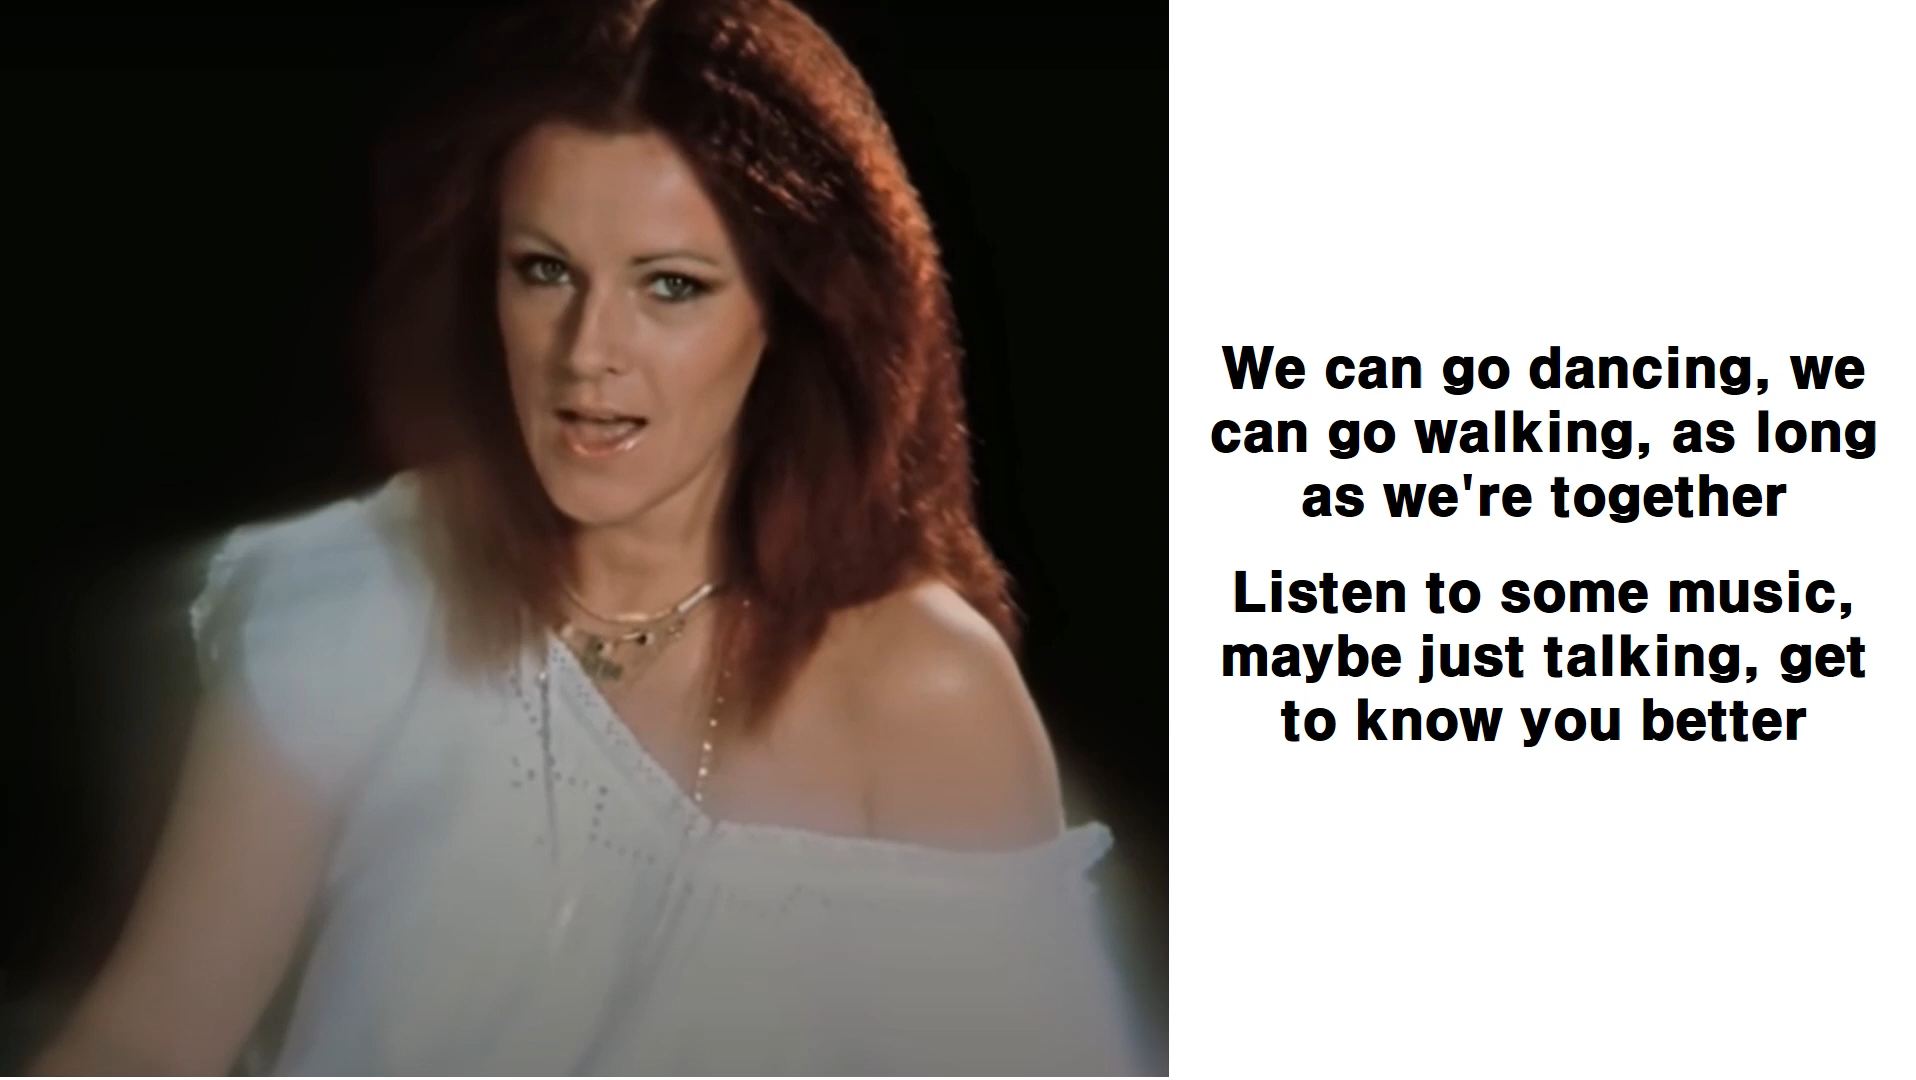 We can go dancing, we
can go walking, as long
as we're together
Listen to some music,
maybe just talking, get
to know you better